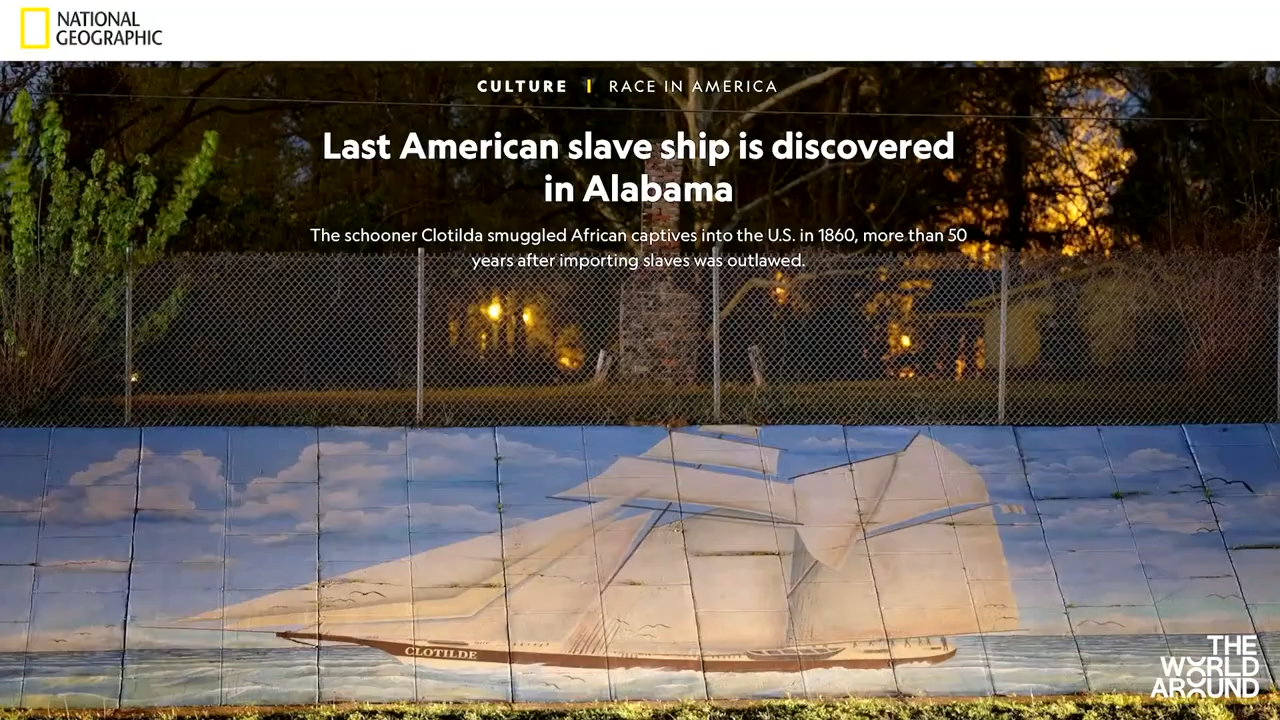 NATIONAL
GEOGRAPHIC
CULTURE | RACE IN AMERICA
Last American slave ship is discovered
in Alabama
The schooner Clotilda smuggled African captives into the U.S. in 1860, more than 50
years after importing slaves was outlawed.
CLOTILDE
THE
WORLD
AROUND